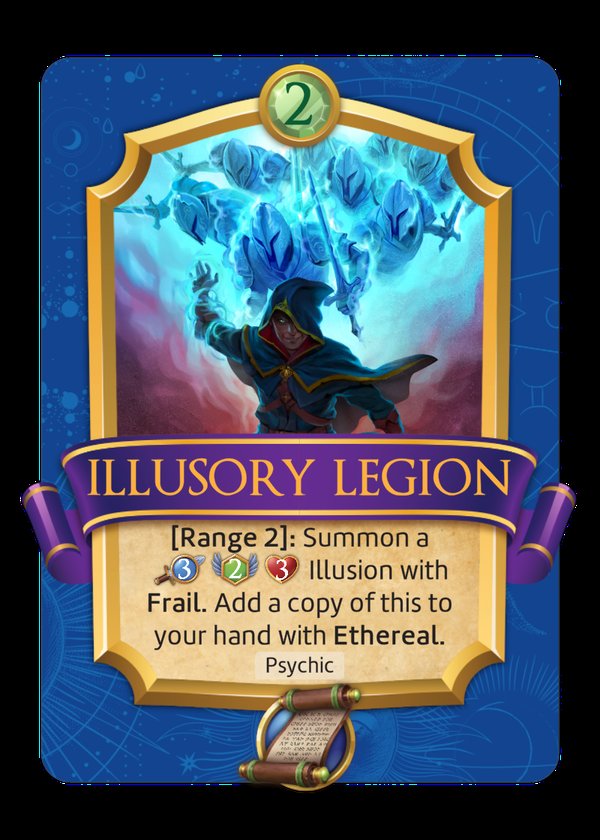 2
ILLUSORY LEGION
[Range 2]: Summon a
3 2 3 Illusion with
Frail. Add a copy of this to
your hand with Ethereal.
Psychic